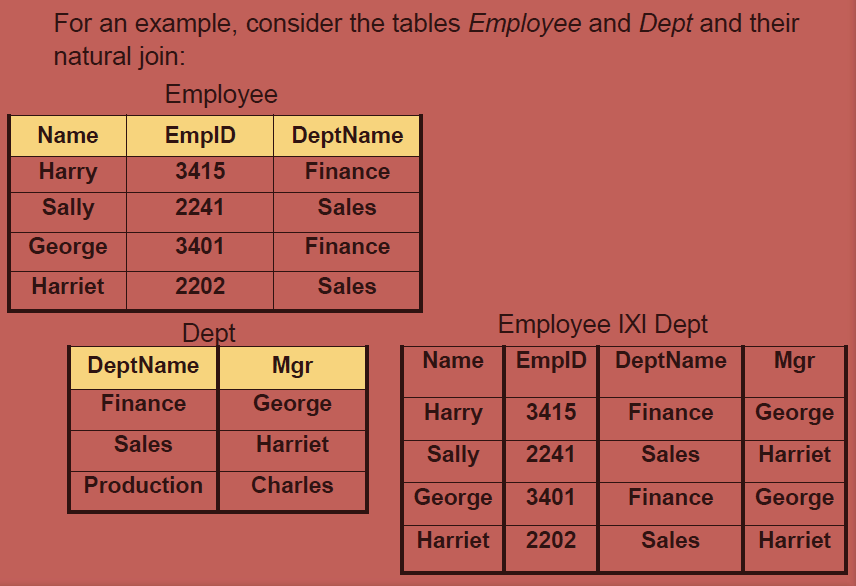 For an example, consider the tables Employee and Dept and their
natural join:
Employee
Name EmpID DeptName
Harry 3415 Finance
Sally 2241 Sales
George 3401 Finance
Harriet 2202 Sales
Dept
DeptName Mgr
Finance George
Sales Harriet
Production Charles
Employee IXI Dept
Name EmpID DeptName Mgr
Harry 3415 Finance George
Sally 2241 Sales Harriet
George 3401 Finance George
Harriet 2202 Sales Harriet